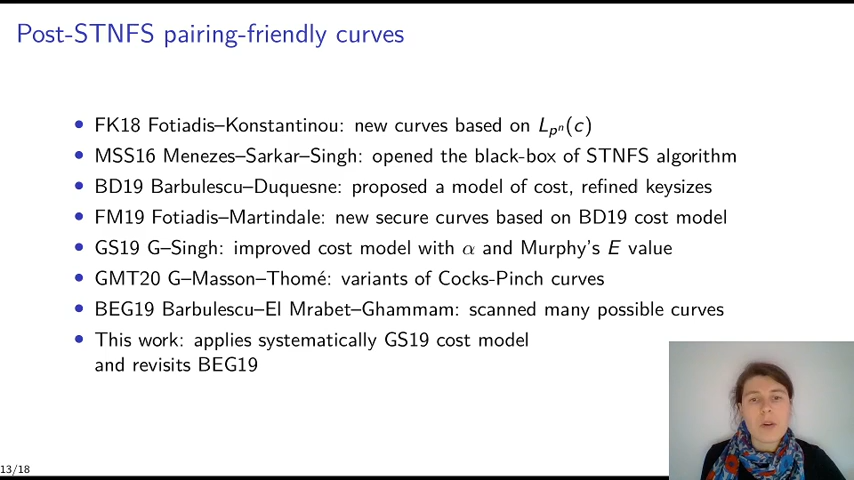 Post-STNFS pairing-friendly curves
• FK18 Fotiadis–Konstantinou: new curves based on L_{p^n}(c)
• MSS16 Menezes–Sarkar–Singh: opened the black-box of STNFS algorithm
• BD19 Barbulescu–Duquesne: proposed a model of cost, refined keysizes
• FM19 Fotiadis–Martindale: new secure curves based on BD19 cost model
• GS19 G–Singh: improved cost model with α and Murphy's E value
• GMT20 G–Masson–Thomé: variants of Cocks-Pinch curves
• BEG19 Barbulescu–El Mrabet–Ghammam: scanned many possible curves
• This work: applies systematically GS19 cost model
and revisits BEG19
13/18